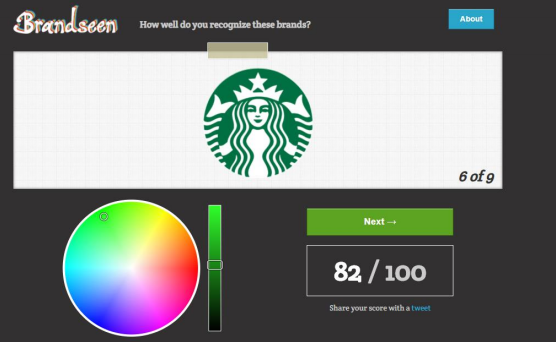 Brandseen
How well do you recognize these brands?
About
6 of 9
Next →
82 / 100
Share your score with a tweet